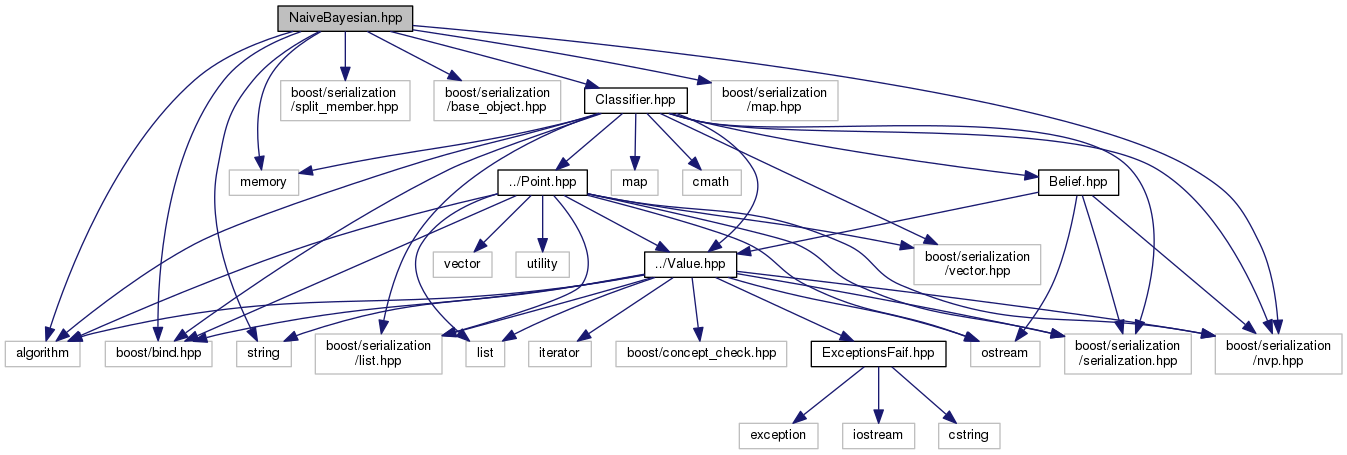 NaiveBayesian.hpp
boost/serialization
/split_member.hpp
boost/serialization
/base_object.hpp
Classifier.hpp
boost/serialization
/map.hpp
memory
../Point.hpp
map
cmath
Belief.hpp
vector
utility
../Value.hpp
boost/serialization
/vector.hpp
algorithm
boost/bind.hpp
string
boost/serialization
/list.hpp
list
iterator
boost/concept_check.hpp
ExceptionsFaif.hpp
ostream
boost/serialization
/serialization.hpp
boost/serialization
/nvp.hpp
exception
iostream
cstring